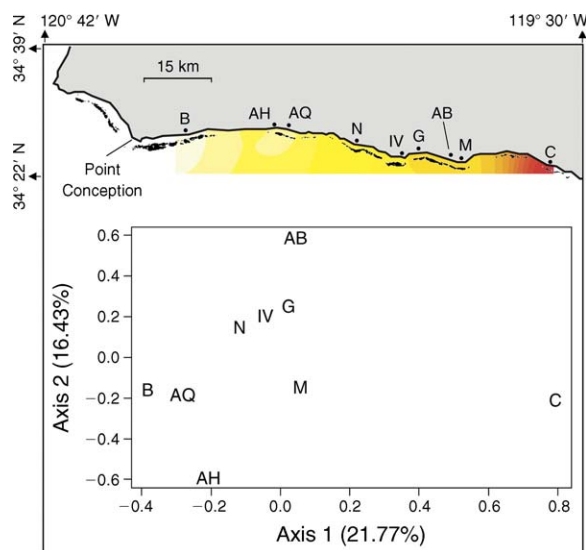 120° 42′ W
119° 30′ W
34° 39′ N
34° 22′ N
15 km
B
AH
AQ
N
IV
G
AB
M
C
Point
Conception
Axis 2 (16.43%)
0.6
0.4
0.2
0.0
−0.2
−0.4
−0.6
AB
G
IV
N
B
AQ
M
C
AH
−0.4
−0.2
0.0
0.2
0.4
0.6
0.8
Axis 1 (21.77%)